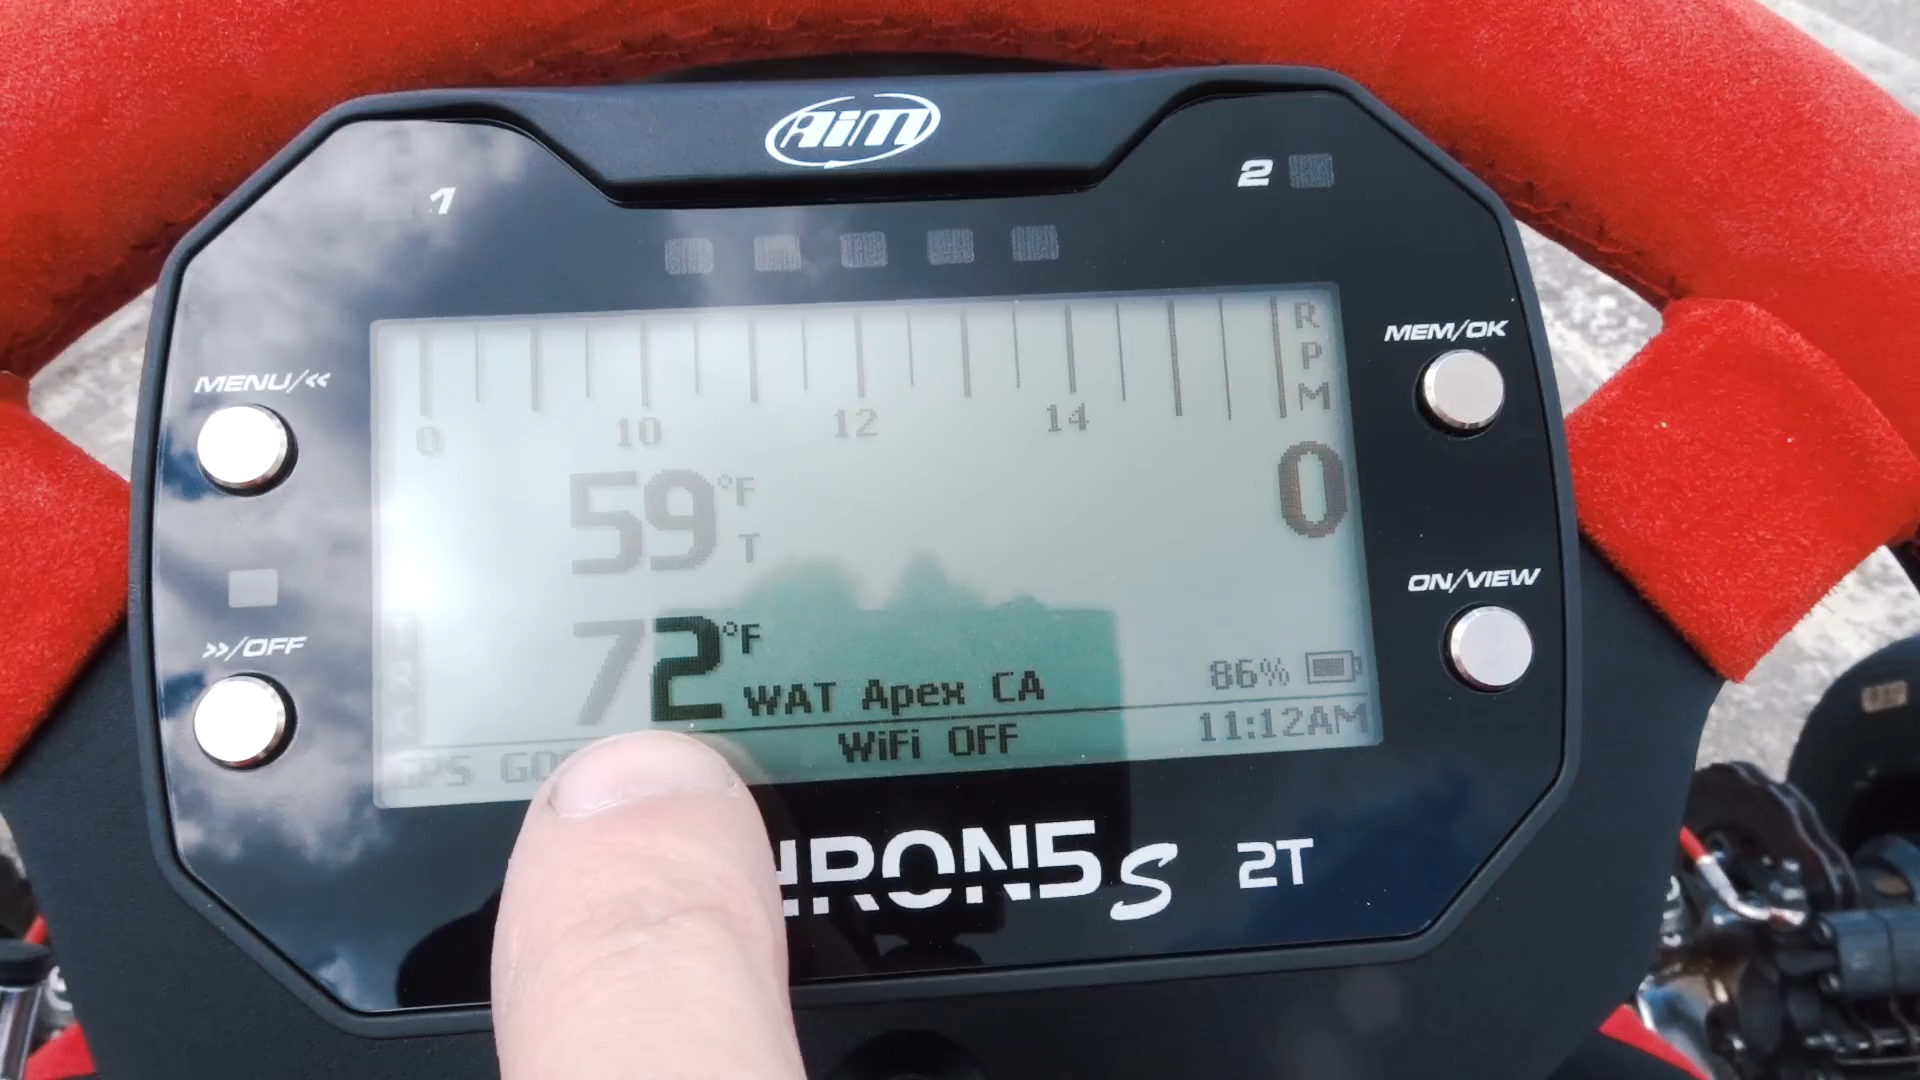 AiM
1
2
MENU/<<
MEM/OK
RPM
0 10 12 14
59 °F
T
0
ON/VIEW
>>/OFF
72 °F
WAT Apex CA
86%
WiFi OFF
11:12AM
2T